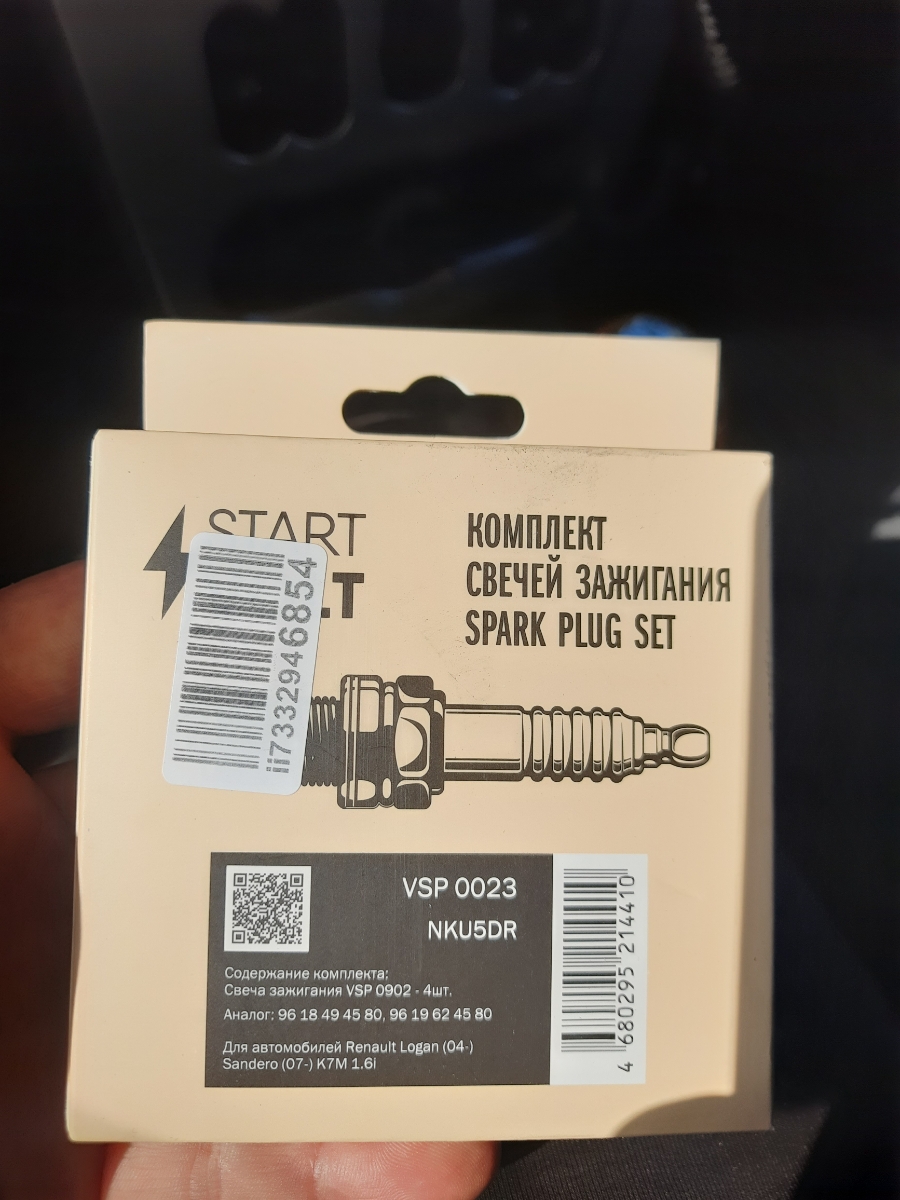 START
КОМПЛЕКТ
СВЕЧЕЙ ЗАЖИГАНИЯ
SPARK PLUG SET
ii7332946854
VSP 0023
NKU5DR
Содержание комплекта:
Свеча зажигания VSP 0902 - 4шт.
Аналог: 96 18 49 45 80, 96 19 62 45 80
Для автомобилей Renault Logan (04-)
Sandero (07-) K7M 1.6i
4 680295 214410